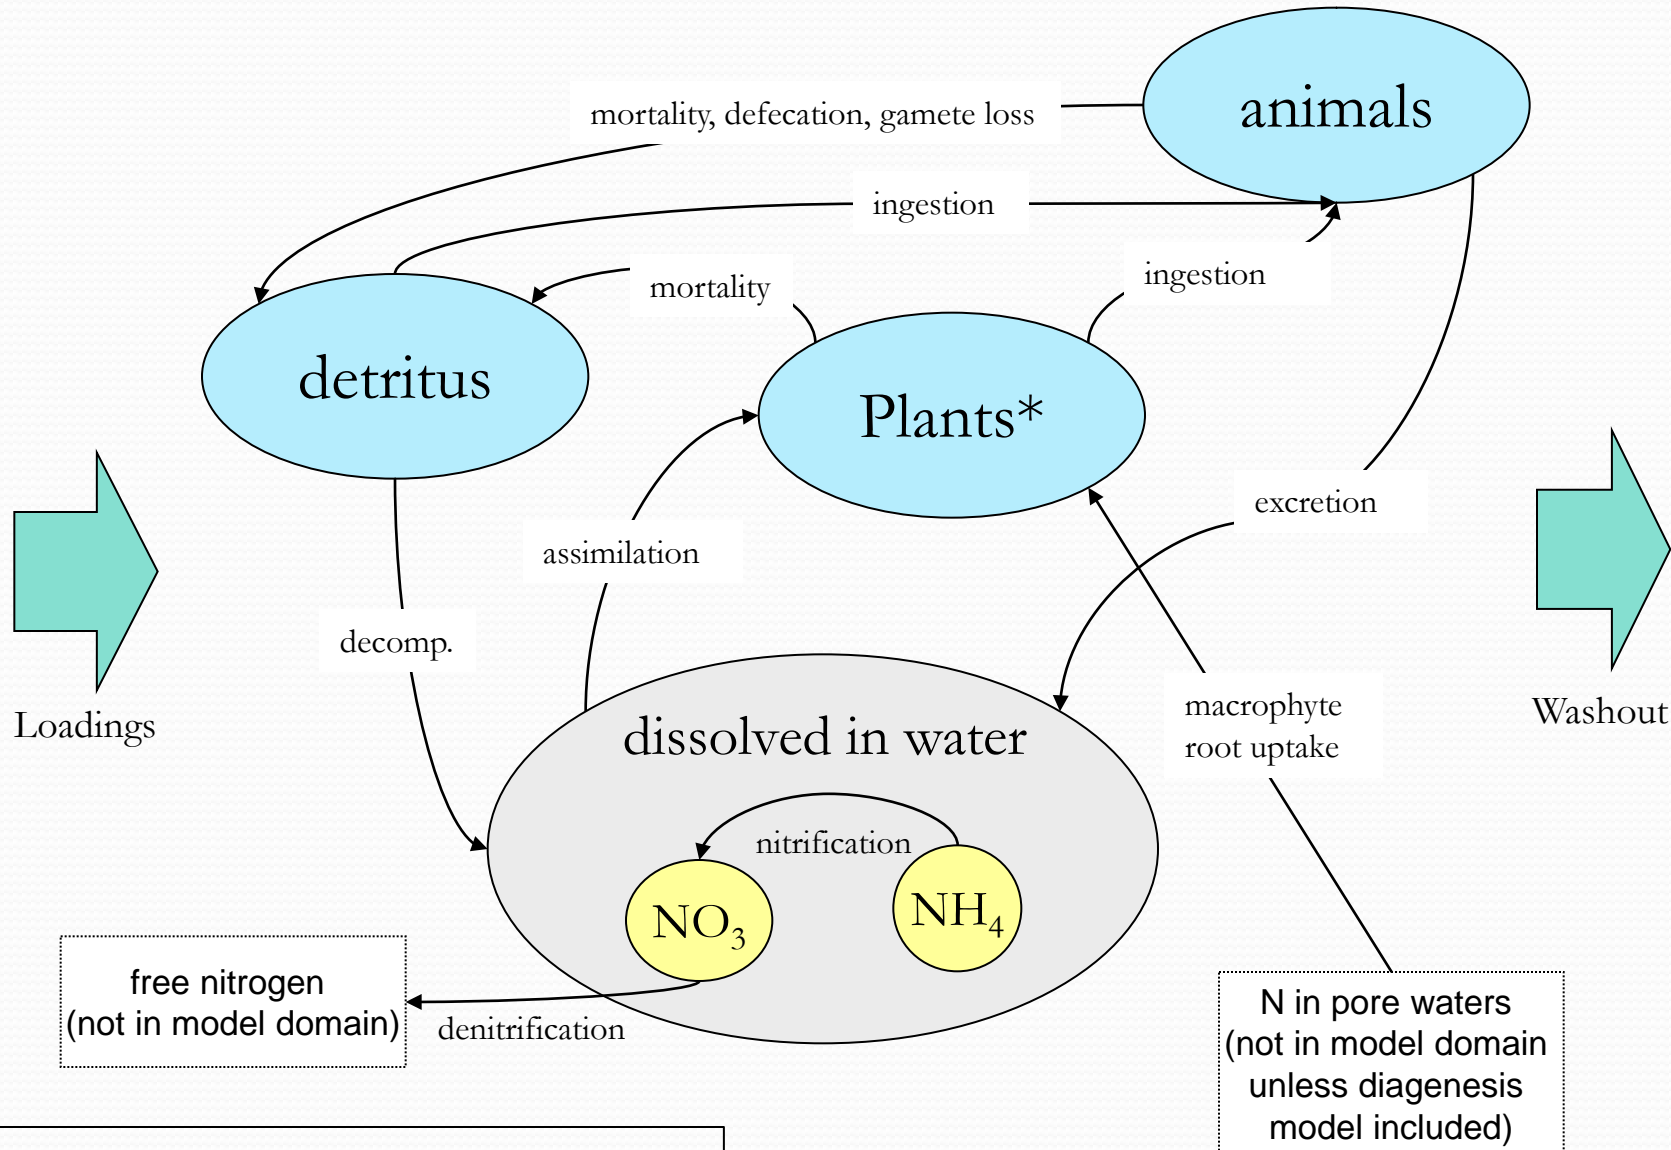 animals
mortality, defecation, gamete loss
ingestion
ingestion
mortality
detritus
Plants*
excretion
assimilation
decomp.
Loadings
Washout
macrophyte
root uptake
dissolved in water
nitrification
NO₃
NH₄
free nitrogen
(not in model domain)
denitrification
N in pore waters
(not in model domain
unless diagenesis
model included)